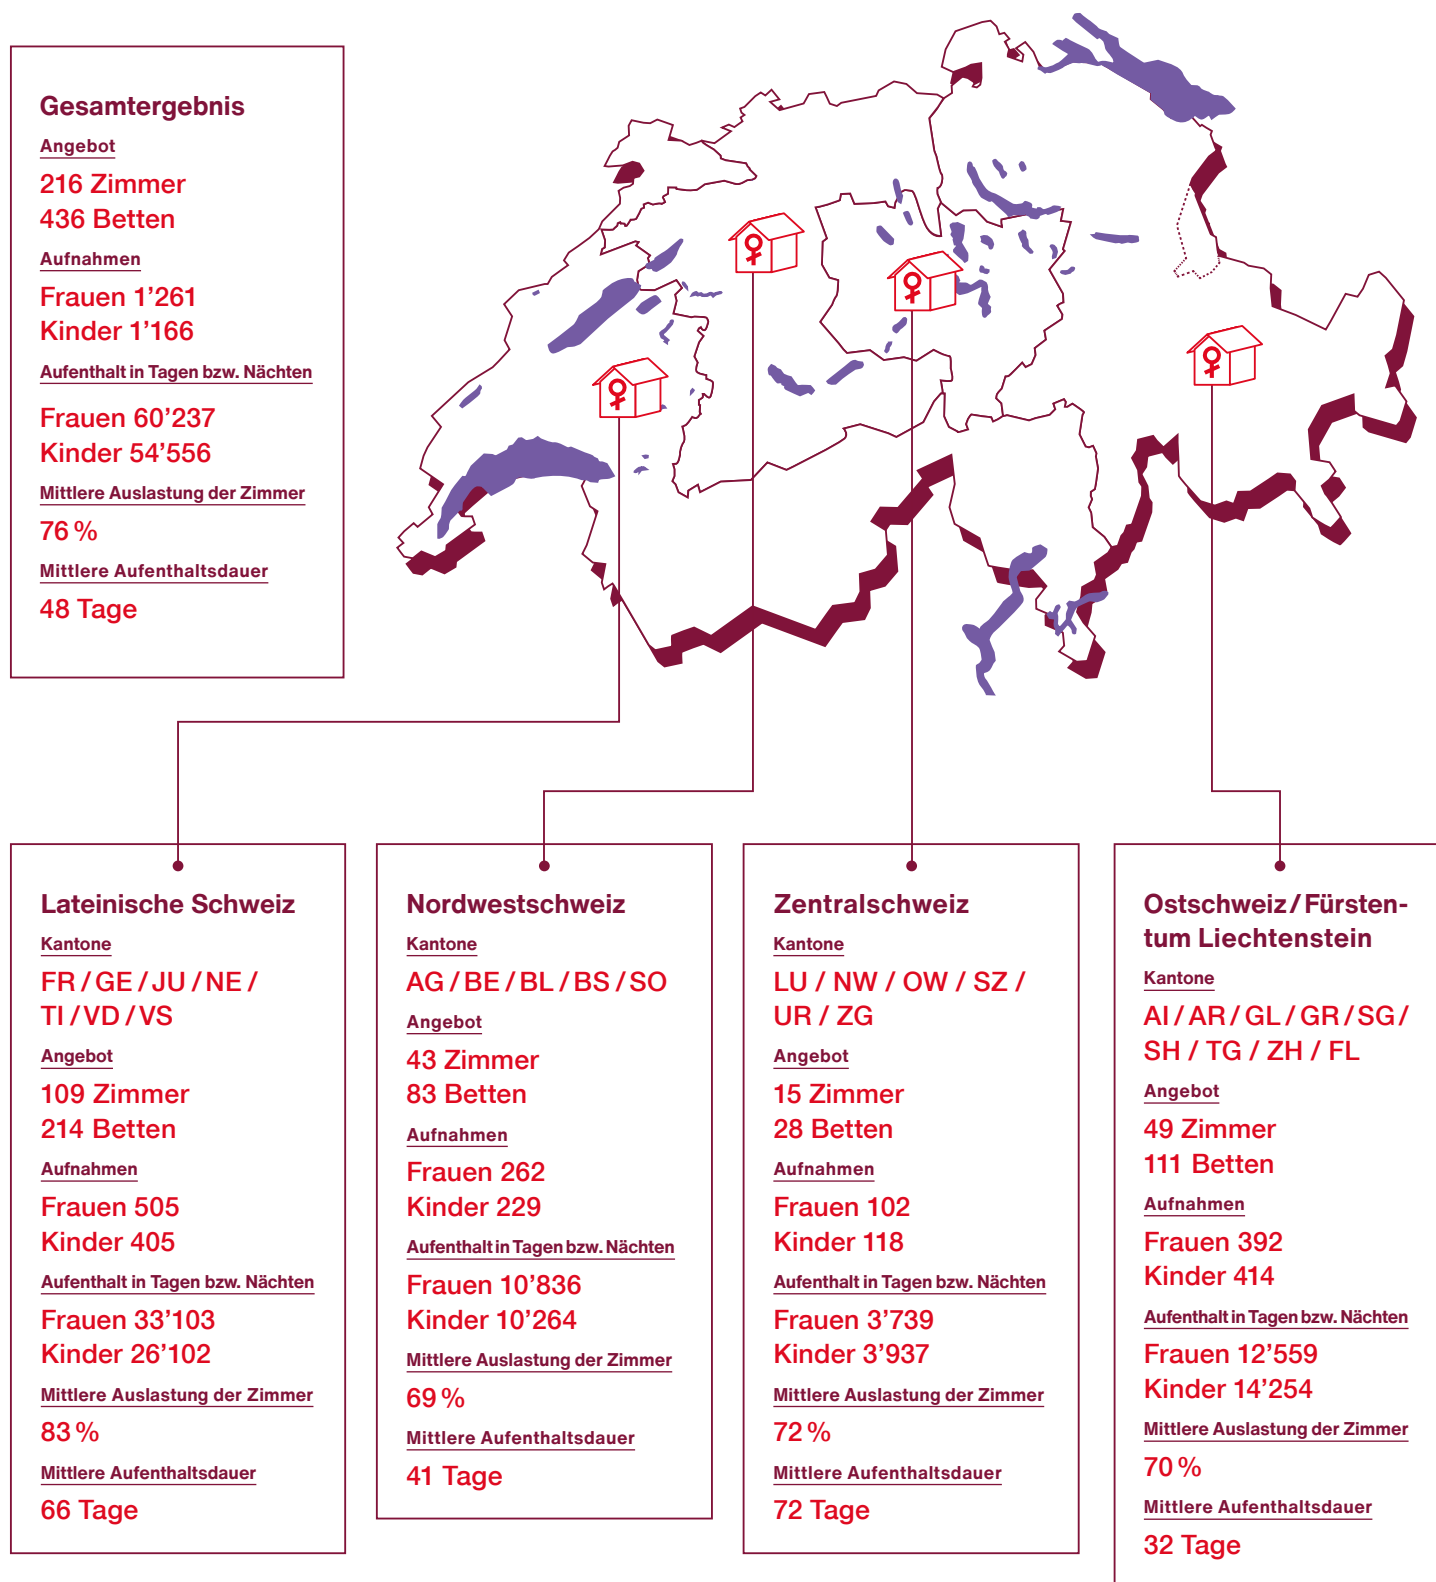 Gesamtergebnis
Angebot
216 Zimmer
436 Betten
Aufnahmen
Frauen 1’261
Kinder 1’166
Aufenthalt in Tagen bzw. Nächten
Frauen 60’237
Kinder 54’556
Mittlere Auslastung der Zimmer
76 %
Mittlere Aufenthaltsdauer
48 Tage
Lateinische Schweiz
Kantone
FR / GE / JU / NE /
TI / VD / VS
Angebot
109 Zimmer
214 Betten
Aufnahmen
Frauen 505
Kinder 405
Aufenthalt in Tagen bzw. Nächten
Frauen 33’103
Kinder 26’102
Mittlere Auslastung der Zimmer
83 %
Mittlere Aufenthaltsdauer
66 Tage
Nordwestschweiz
Kantone
AG / BE / BL / BS / SO
Angebot
43 Zimmer
83 Betten
Aufnahmen
Frauen 262
Kinder 229
Aufenthalt in Tagen bzw. Nächten
Frauen 10’836
Kinder 10’264
Mittlere Auslastung der Zimmer
69 %
Mittlere Aufenthaltsdauer
41 Tage
Zentralschweiz
Kantone
LU / NW / OW / SZ /
UR / ZG
Angebot
15 Zimmer
28 Betten
Aufnahmen
Frauen 102
Kinder 118
Aufenthalt in Tagen bzw. Nächten
Frauen 3’739
Kinder 3’937
Mittlere Auslastung der Zimmer
72 %
Mittlere Aufenthaltsdauer
72 Tage
Ostschweiz / Fürsten-
tum Liechtenstein
Kantone
AI / AR / GL / GR / SG /
SH / TG / ZH / FL
Angebot
49 Zimmer
111 Betten
Aufnahmen
Frauen 392
Kinder 414
Aufenthalt in Tagen bzw. Nächten
Frauen 12’559
Kinder 14’254
Mittlere Auslastung der Zimmer
70 %
Mittlere Aufenthaltsdauer
32 Tage